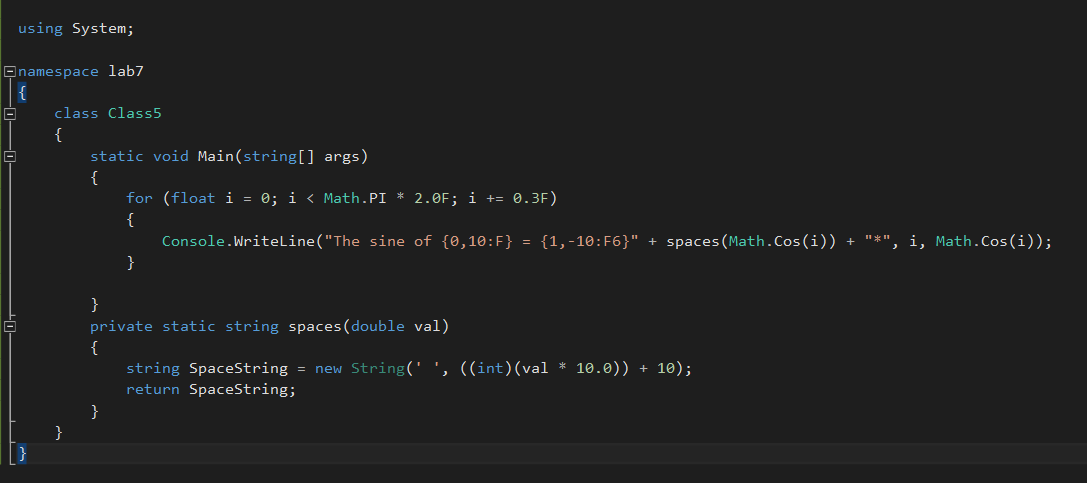 using System;
namespace lab7
{
class Class5
{
static void Main(string[] args)
{
for (float i = 0; i < Math.PI * 2.0F; i += 0.3F)
{
Console.WriteLine("The sine of {0,10:F} = {1,-10:F6}" + spaces(Math.Cos(i)) + "*", i, Math.Cos(i));
}
}
private static string spaces(double val)
{
string SpaceString = new String(' ', ((int)(val * 10.0)) + 10);
return SpaceString;
}
}
}